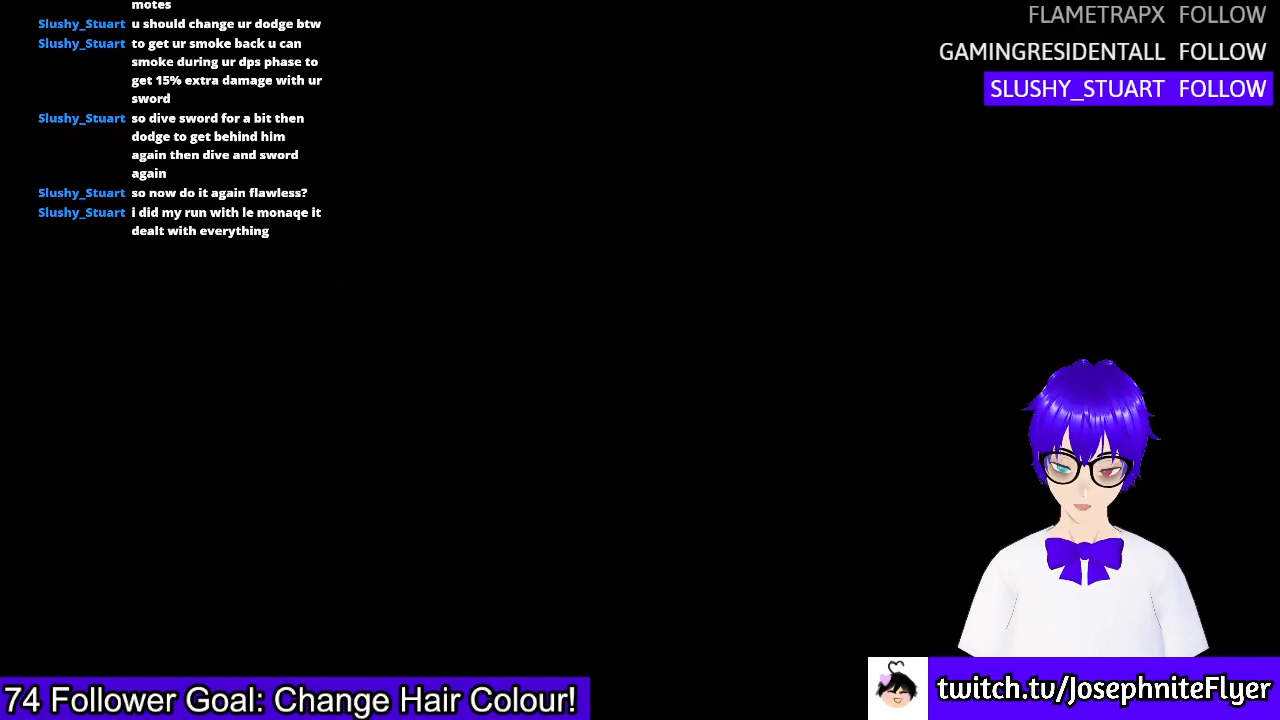 motes
Slushy_Stuart u should change ur dodge btw
Slushy_Stuart to get ur smoke back u can
smoke during ur dps phase to
get 15% extra damage with ur
sword
Slushy_Stuart so dive sword for a bit then
dodge to get behind him
again then dive and sword
again
Slushy_Stuart so now do it again flawless?
Slushy_Stuart i did my run with le monaqe it
dealt with everything
FLAMETRAPX FOLLOW
GAMINGRESIDENTALL FOLLOW
SLUSHY_STUART FOLLOW
74 Follower Goal: Change Hair Colour!
twitch.tv/JosephniteFlyer